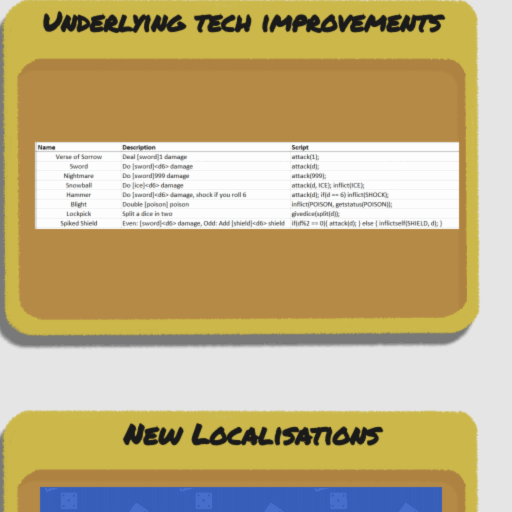 Underlying tech improvements
Name Description Script
Verse of Sorrow Deal [sword]1 damage attack(1);
Sword Do [sword]<d6> damage attack(d);
Nightmare Do [sword]999 damage attack(999);
Snowball Do [ice]<d6> damage attack(d, ICE); inflict(ICE);
Hammer Do [sword]<d6> damage, shock if you roll 6 attack(d); if(d == 6) inflict(SHOCK);
Blight Double [poison] poison inflict(POISON, getstatus(POISON));
Lockpick Split a dice in two givedice(split(d));
Spiked Shield Even: [sword]<d6> damage, Odd: Add [shield]<d6> shield if(d%2 == 0){ attack(d); } else { inflictself(SHIELD, d); }
New Localisations